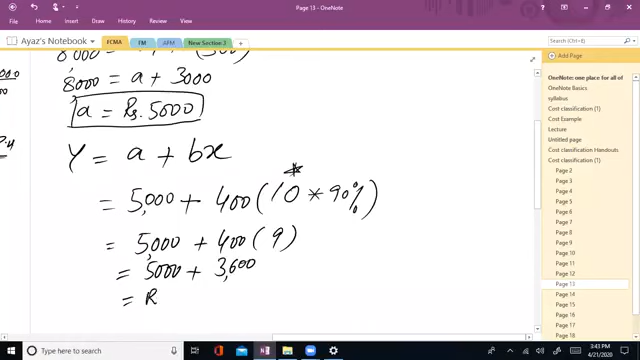 Page 13 - OneNote
File
Home
Insert
Draw
History
Review
View
Ayaz's Notebook
FCMA
FM
AFM
New Section 3
Search (Ctrl+E)
Add Page
OneNote: one place for all of
OneNote Basics
syllabus
Cost classification (1)
Cost Example
Lecture
Untitled page
Cost classification Handouts
Cost classification (3)
Page 2
Page 3
Page 4
Page 5
Page 6
Page 7
Page 8
Page 9
Page 10
Page 11
Page 12
Page 13
Page 14
Page 15
Page 16
Page 17
Page 18
8000 = a + 3000
a = Rs. 5000
Y = a + bx
= 5,000 + 400 (10 * 90%)
= 5,000 + 400 (9)
= 5000 + 3,600
= R
Type here to search
3:43 PM
4/21/2020